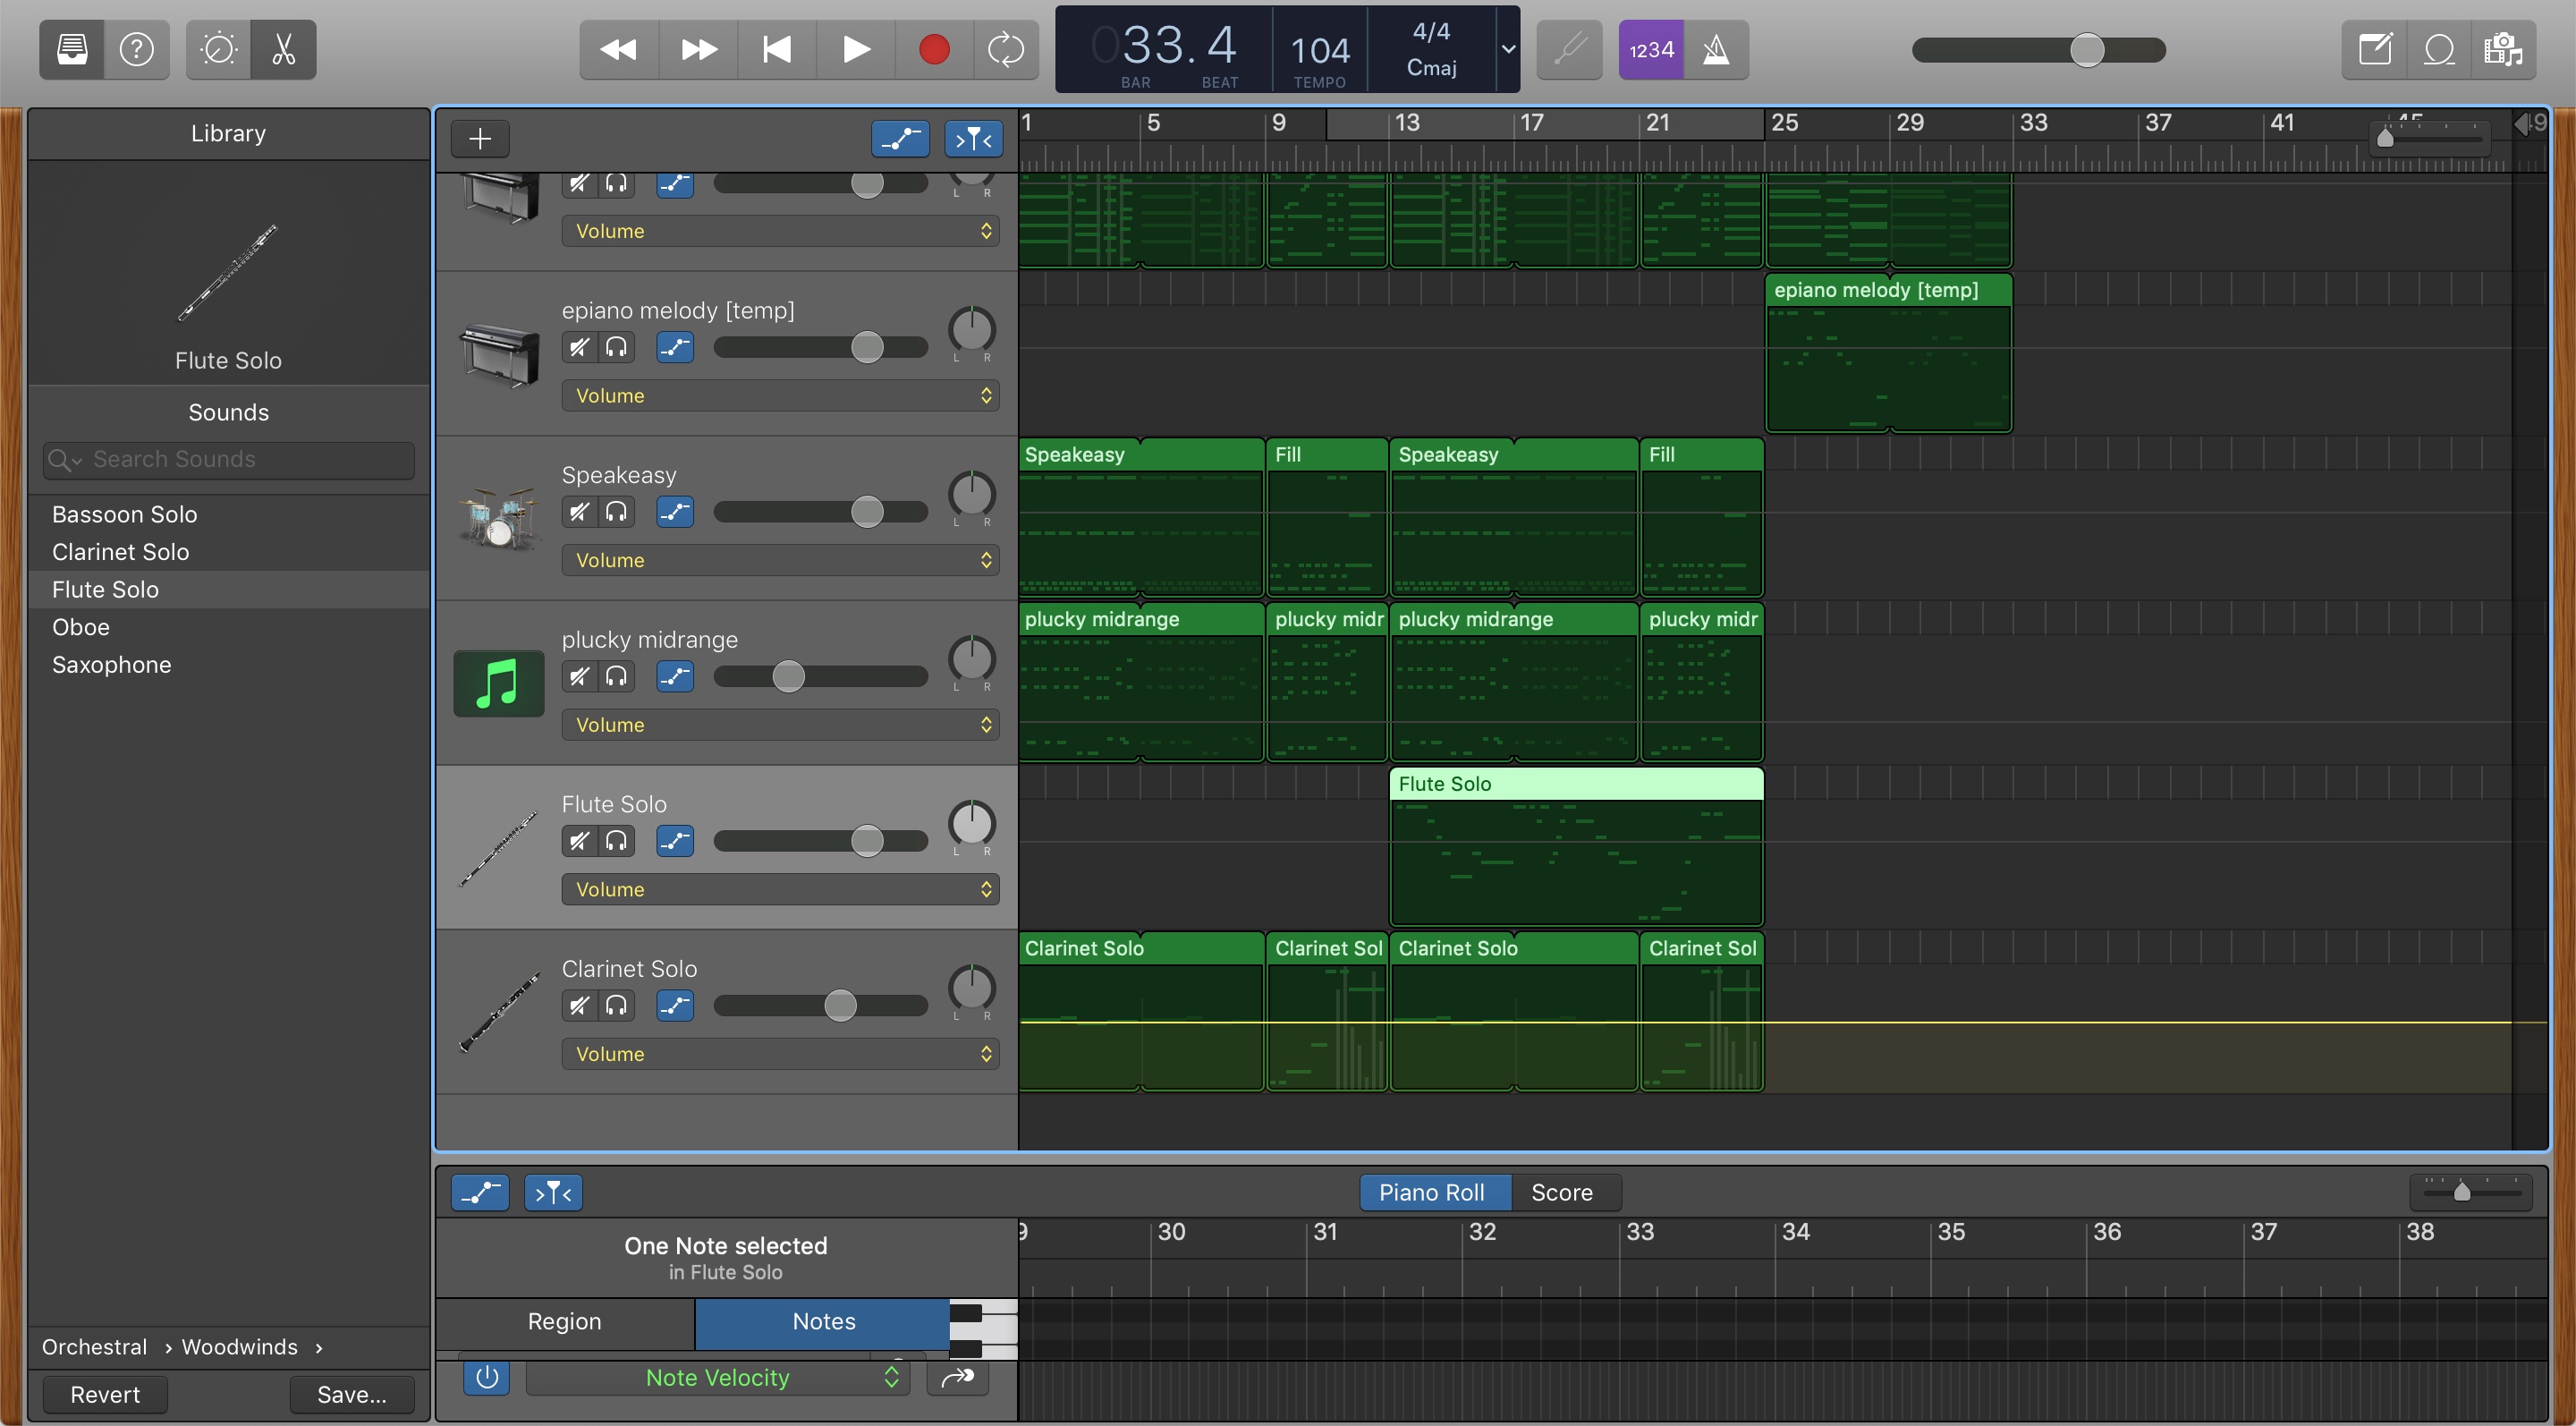 033. 4
BAR BEAT
104
TEMPO
4/4
Cmaj
1234
Library
Flute Solo
Sounds
Search Sounds
Bassoon Solo
Clarinet Solo
Flute Solo
Oboe
Saxophone
Orchestral › Woodwinds ›
Revert Save...
1 5 9 13 17 21 25 29 33 37 41 45 49
L R
Volume
epiano melody [temp]
L R
Volume
epiano melody [temp]
Speakeasy
L R
Volume
Speakeasy Fill Speakeasy Fill
plucky midrange
L R
Volume
plucky midrange plucky midr plucky midrange plucky midr
Flute Solo
L R
Volume
Flute Solo
Clarinet Solo
L R
Volume
Clarinet Solo Clarinet Sol Clarinet Solo Clarinet Sol
Piano Roll Score
9 30 31 32 33 34 35 36 37 38
One Note selected
in Flute Solo
Region Notes
Note Velocity